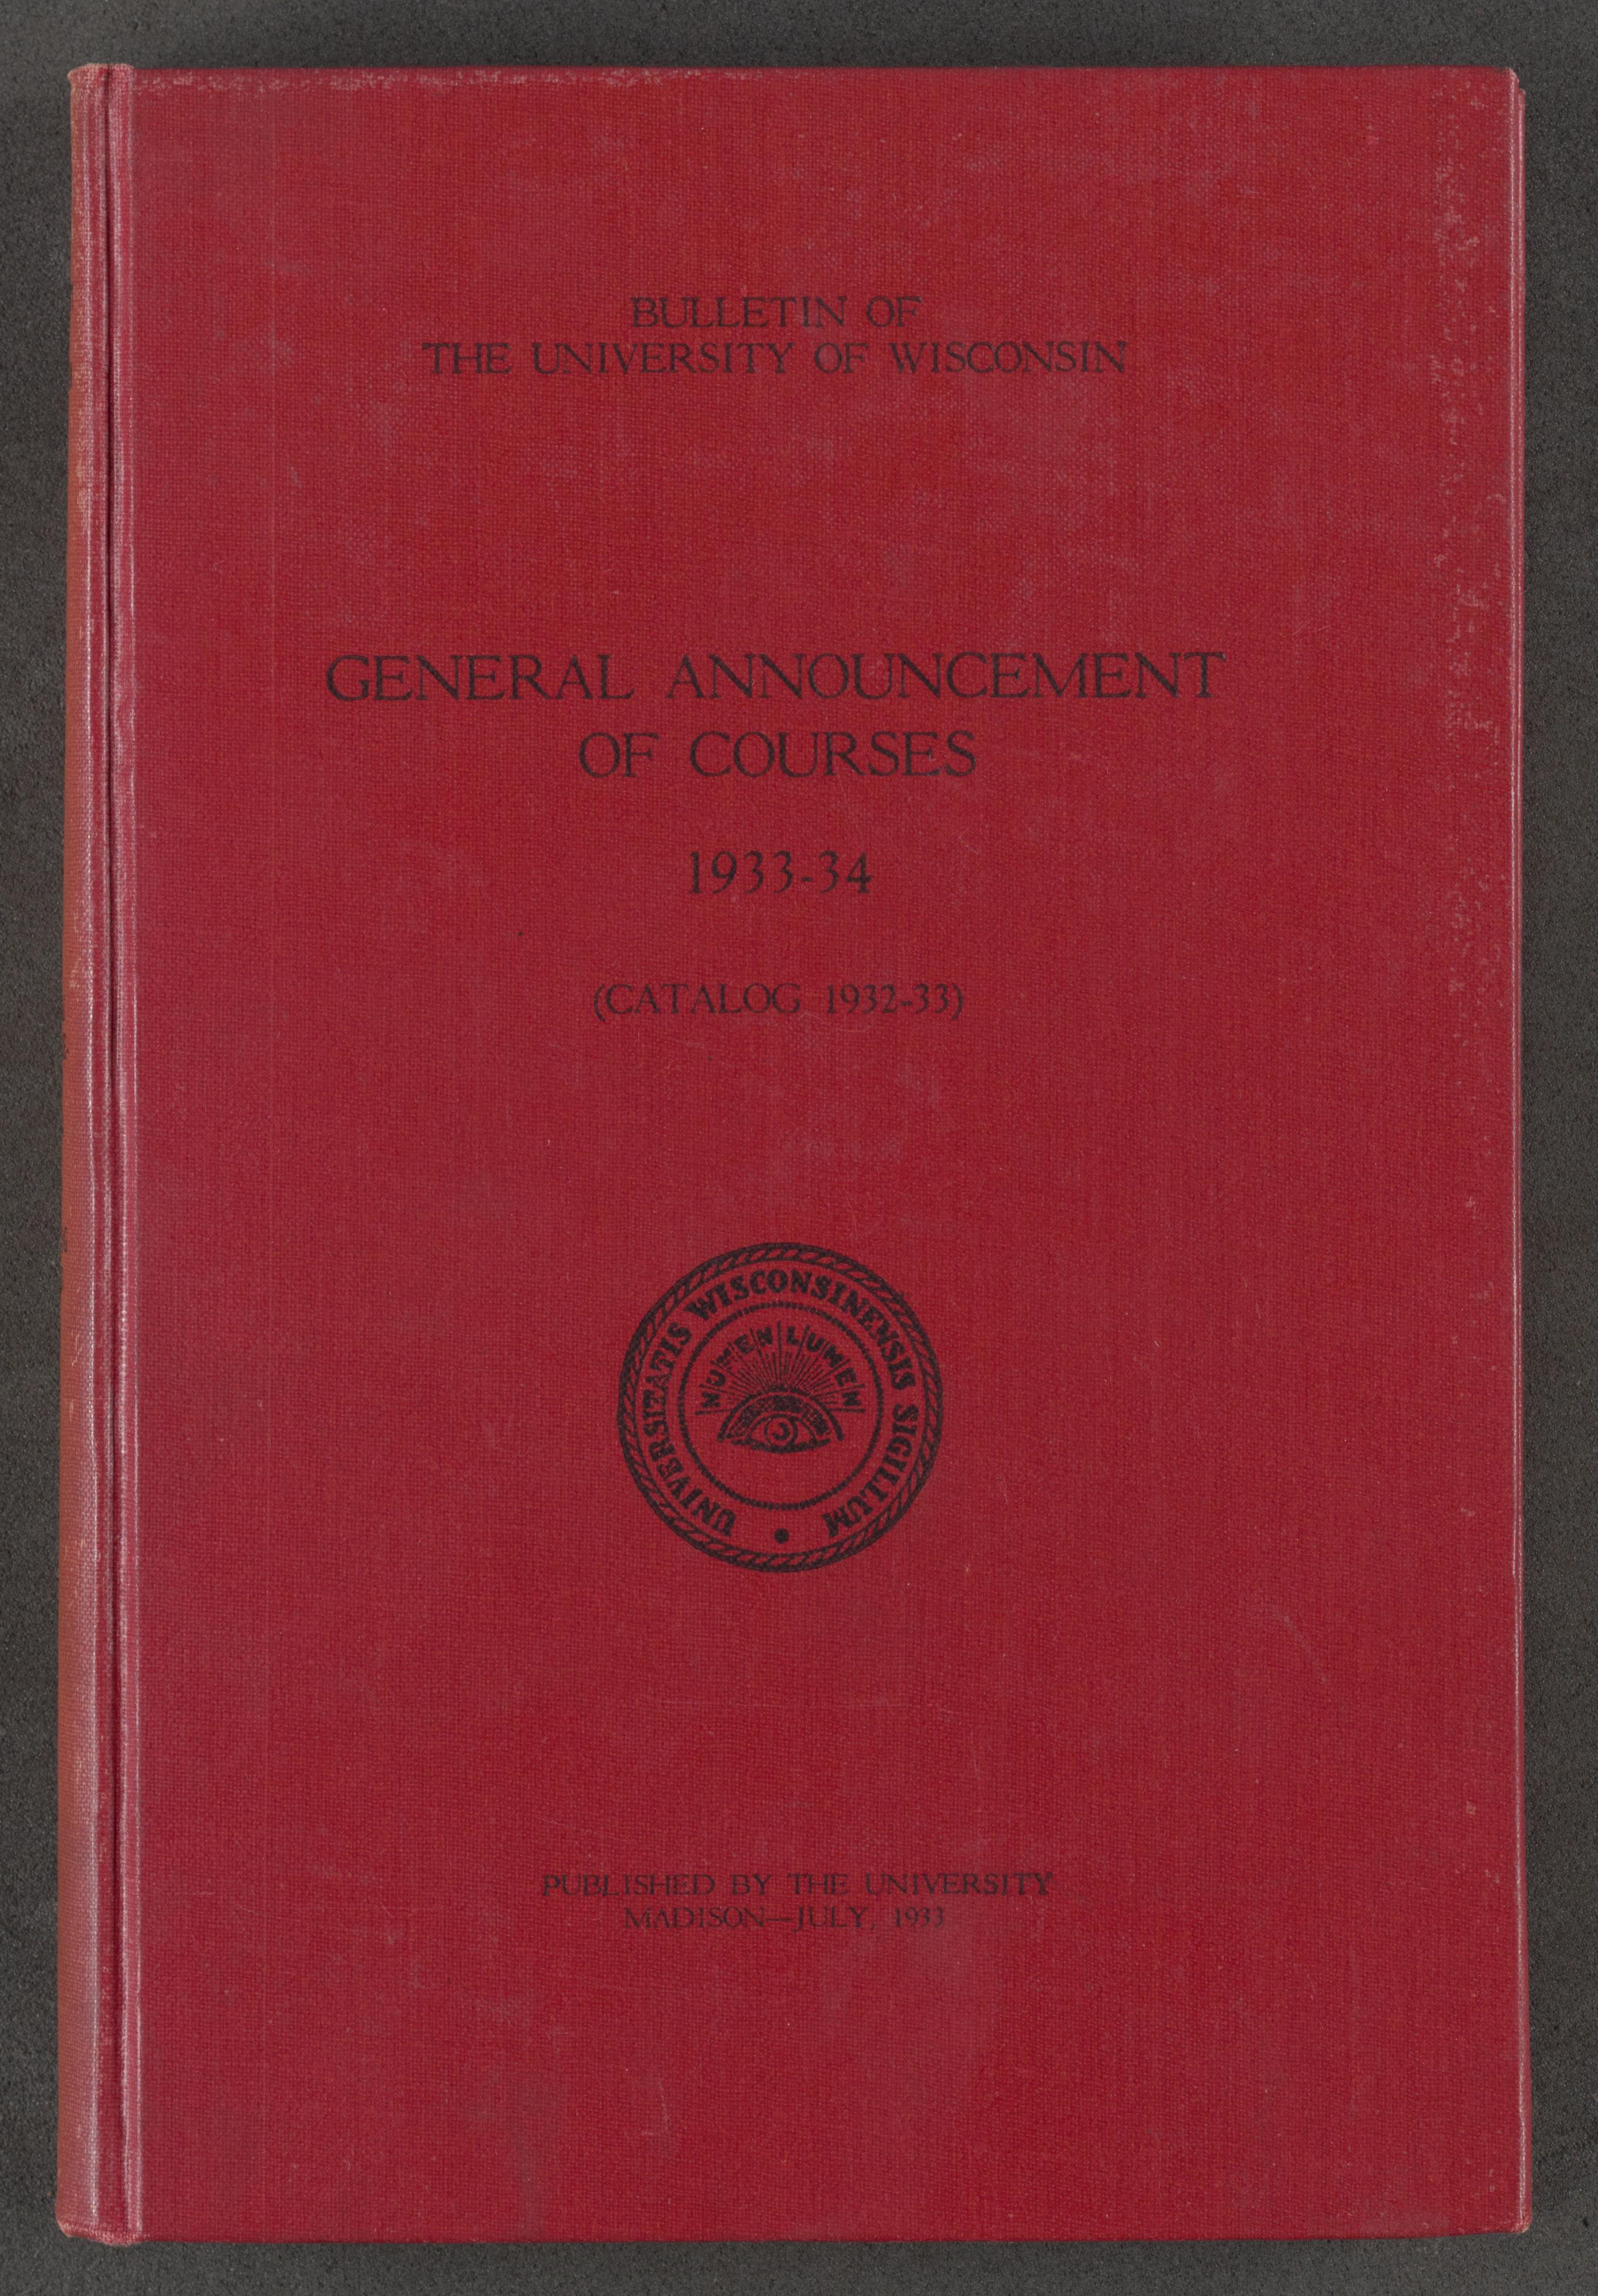 BULLETIN OF
THE UNIVERSITY OF WISCONSIN
GENERAL ANNOUNCEMENT
OF COURSES
1933-34
(CATALOG 1932-33)
UNIVERSITATIS WISCONSINENSIS SIGILLUM
NUMEN LUMEN
PUBLISHED BY THE UNIVERSITY
MADISON—JULY, 1933